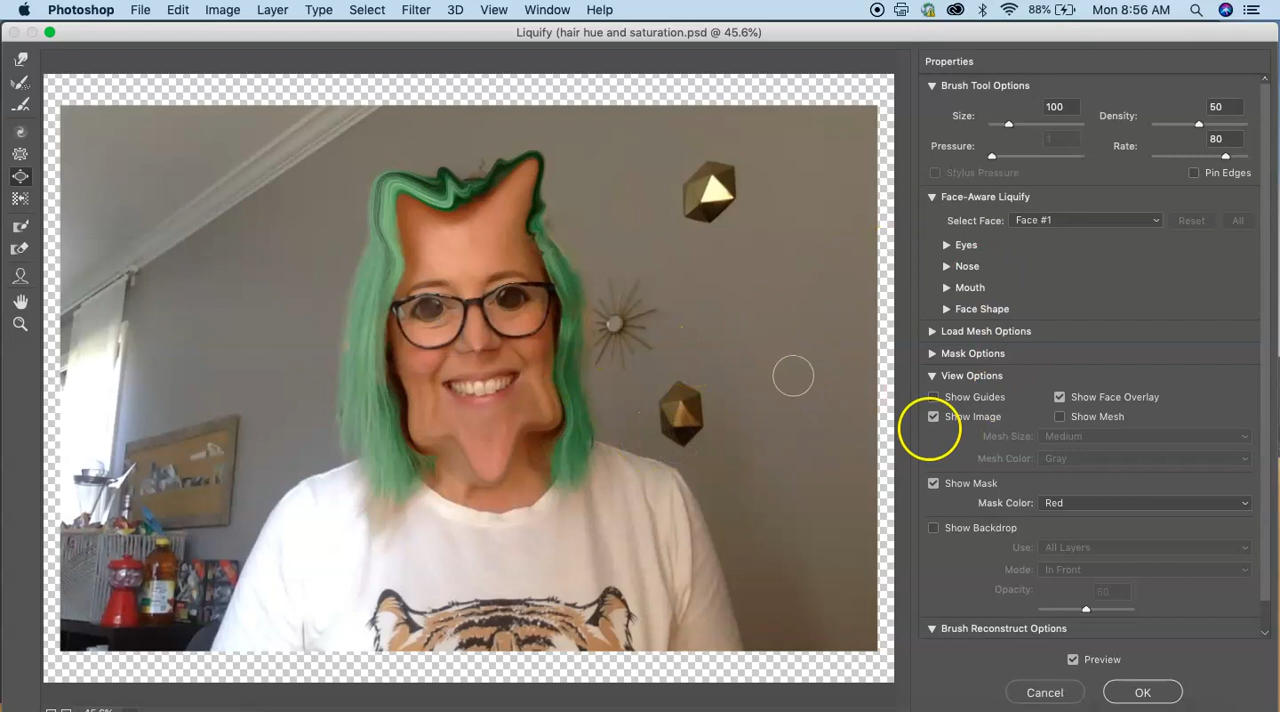 Photoshop File Edit Image Layer Type Select Filter 3D View Window Help 88% Mon 8:56 AM
Liquify (hair hue and saturation.psd @ 45.6%)
Properties
Brush Tool Options
Size: 100 Density: 50
Pressure: 1 Rate: 80
Stylus Pressure Pin Edges
Face-Aware Liquify
Select Face: Face #1 Reset All
Eyes
Nose
Mouth
Face Shape
Load Mesh Options
Mask Options
View Options
Show Guides Show Face Overlay
Show Image Show Mesh
Mesh Size: Medium
Mesh Color: Gray
Show Mask
Mask Color: Red
Show Backdrop
Use: All Layers
Mode: In Front
Opacity: 50
Brush Reconstruct Options
Preview
Cancel OK
45.6%